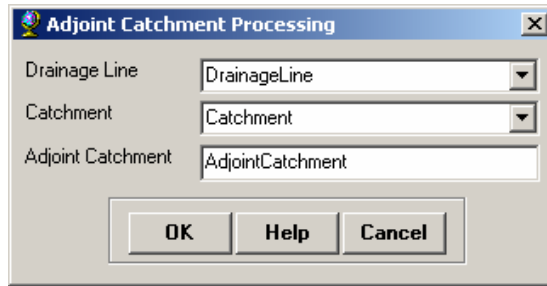 Adjoint Catchment Processing
Drainage Line DrainageLine
Catchment Catchment
Adjoint Catchment AdjointCatchment
OK Help Cancel